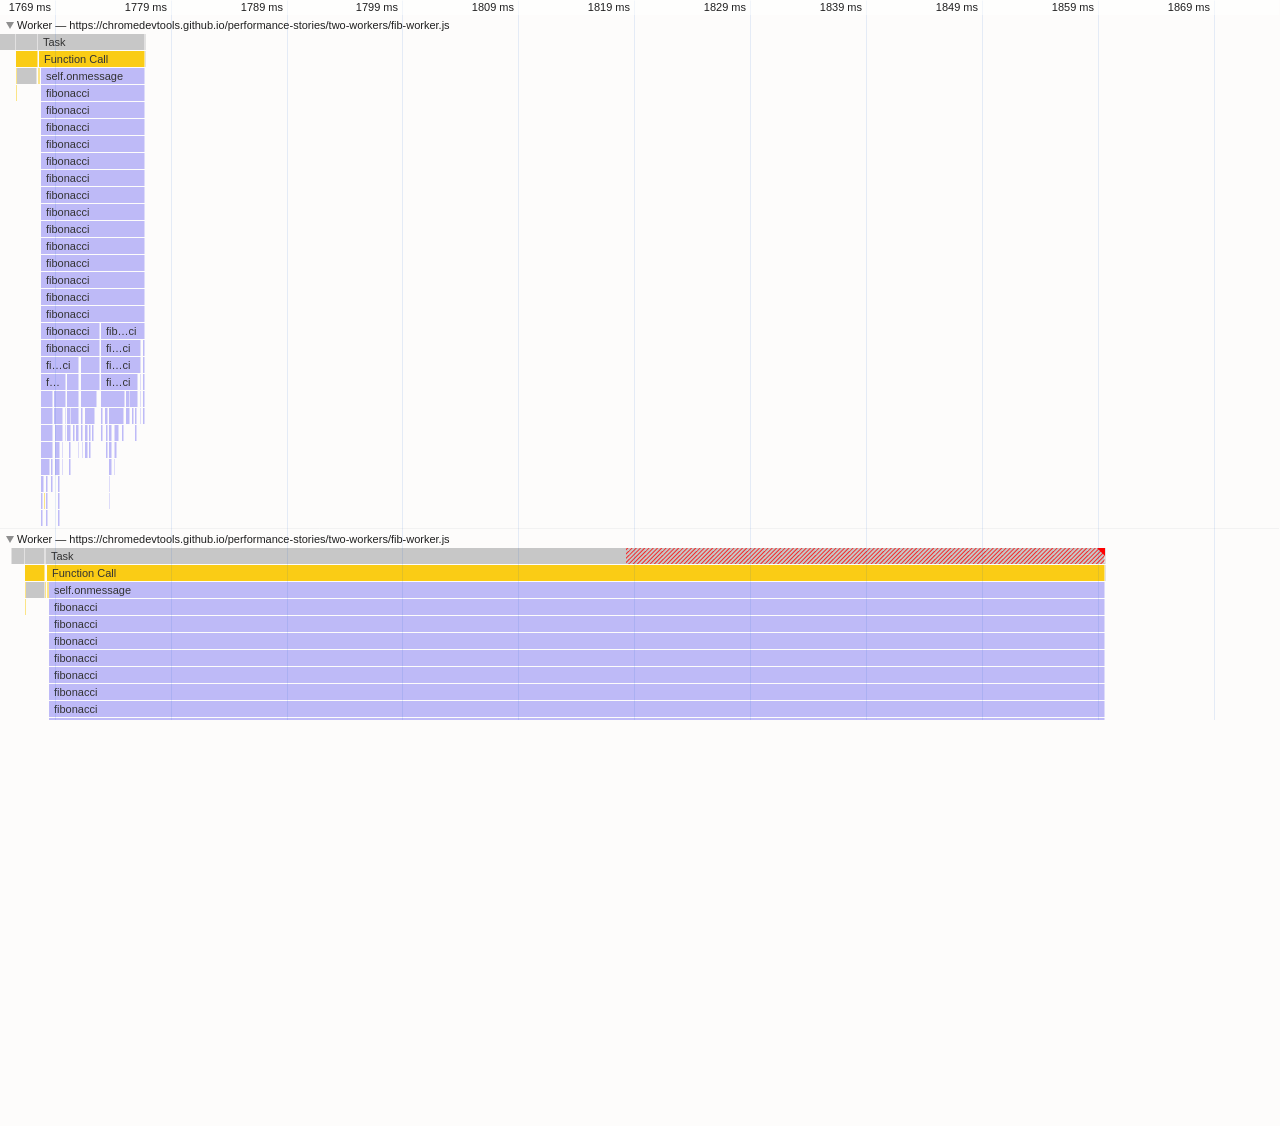 1769 ms 1779 ms 1789 ms 1799 ms 1809 ms 1819 ms 1829 ms 1839 ms 1849 ms 1859 ms 1869 ms
Worker — https://chromedevtools.github.io/performance-stories/two-workers/fib-worker.js
Task
Function Call
self.onmessage
fibonacci
fibonacci
fibonacci
fibonacci
fibonacci
fibonacci
fibonacci
fibonacci
fibonacci
fibonacci
fibonacci
fibonacci
fibonacci
fibonacci
fibonacci fib…ci
fibonacci fi…ci
fi…ci fi…ci
f… fi…ci
Worker — https://chromedevtools.github.io/performance-stories/two-workers/fib-worker.js
Task
Function Call
self.onmessage
fibonacci
fibonacci
fibonacci
fibonacci
fibonacci
fibonacci
fibonacci